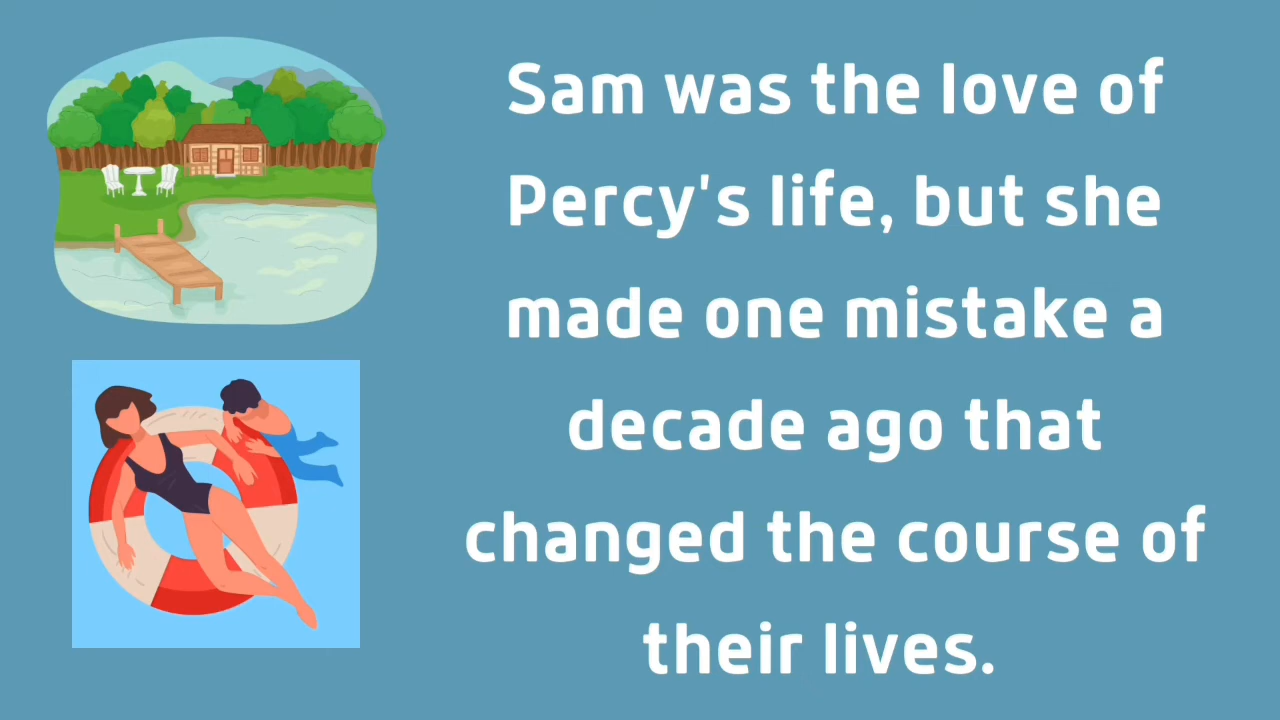 Sam was the love of
Percy's life, but she
made one mistake a
decade ago that
changed the course of
their lives.